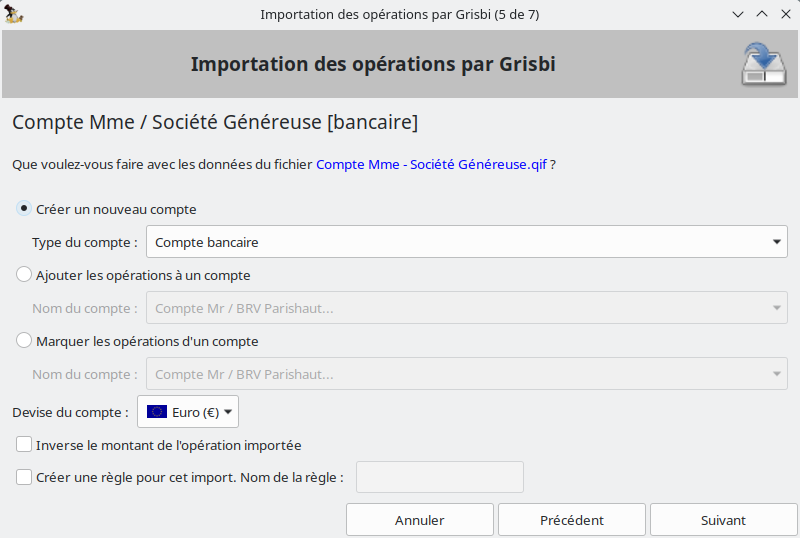 Importation des opérations par Grisbi (5 de 7)
Importation des opérations par Grisbi
Compte Mme / Société Généreuse [bancaire]
Que voulez-vous faire avec les données du fichier Compte Mme - Société Généreuse.qif ?
Créer un nouveau compte
Type du compte : Compte bancaire
Ajouter les opérations à un compte
Nom du compte : Compte Mr / BRV Parishaut...
Marquer les opérations d'un compte
Nom du compte : Compte Mr / BRV Parishaut...
Devise du compte : Euro (€)
Inverse le montant de l'opération importée
Créer une règle pour cet import. Nom de la règle :
Annuler Précédent Suivant